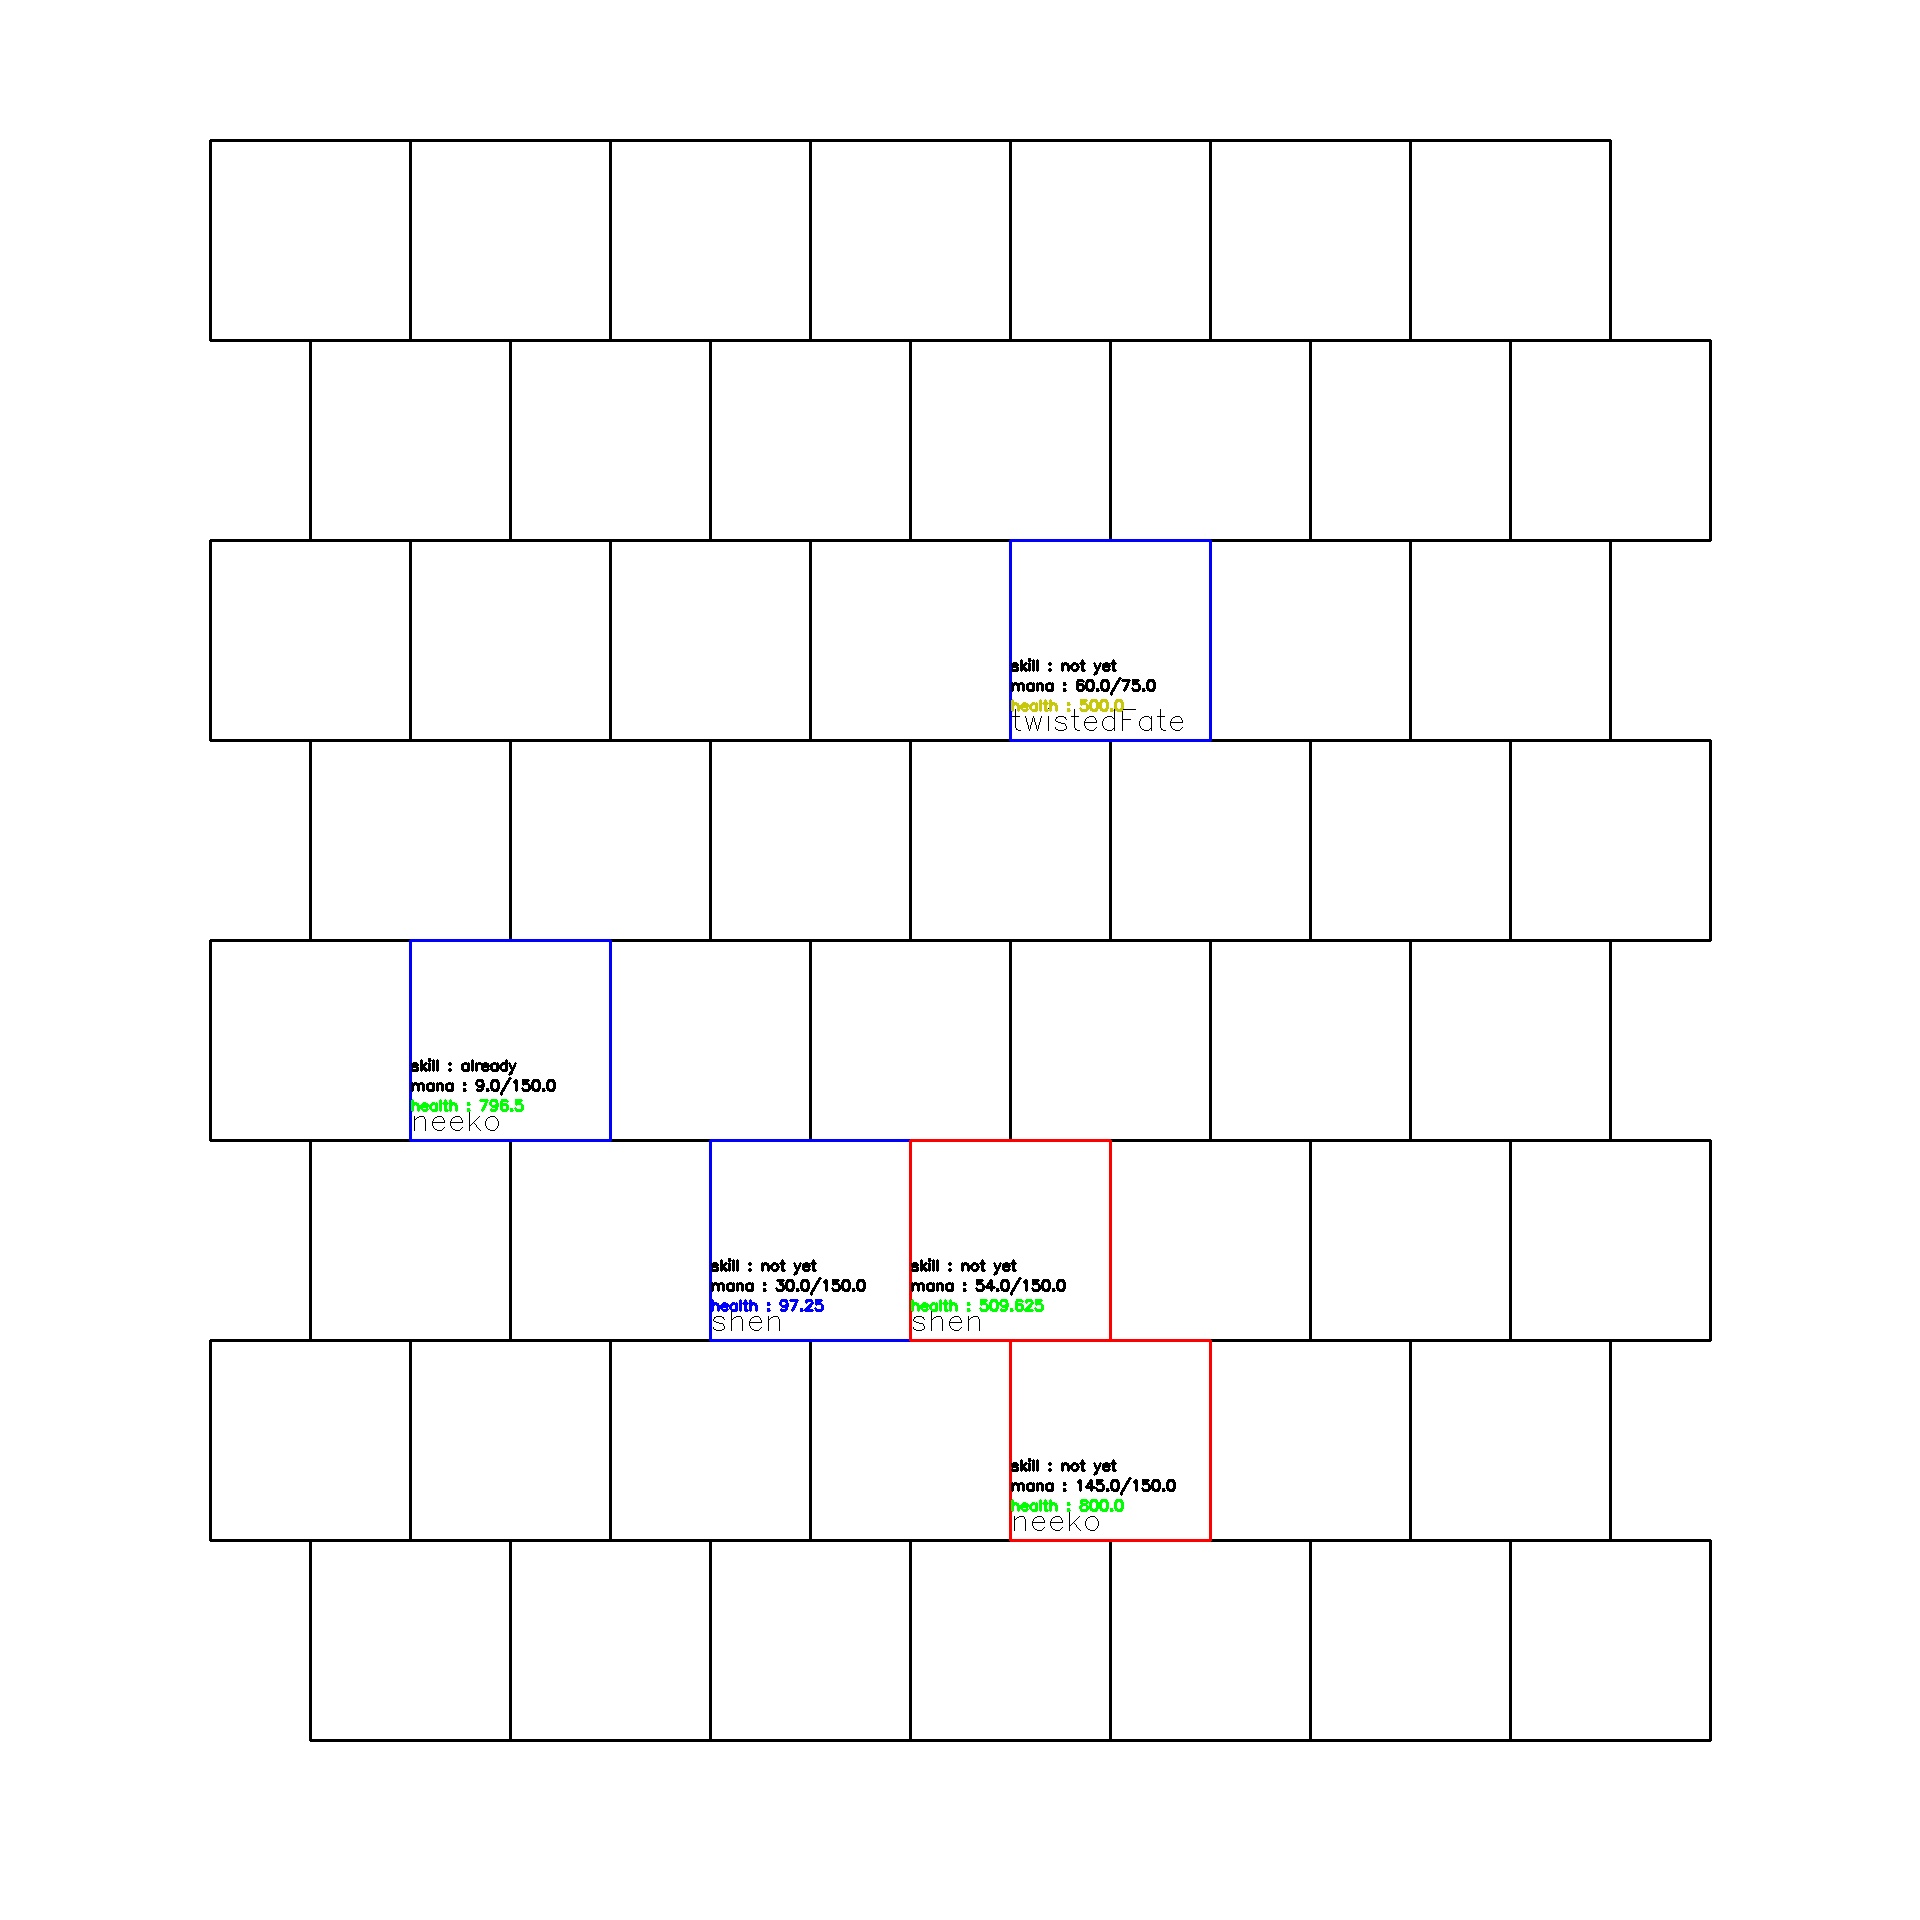 skill : not yet
mana : 60.0/75.0
health : 500.0
twistedFate
skill : already
mana : 9.0/150.0
health : 796.5
neeko
skill : not yet
mana : 30.0/150.0
health : 97.25
shen
skill : not yet
mana : 54.0/150.0
health : 509.625
shen
skill : not yet
mana : 145.0/150.0
health : 800.0
neeko